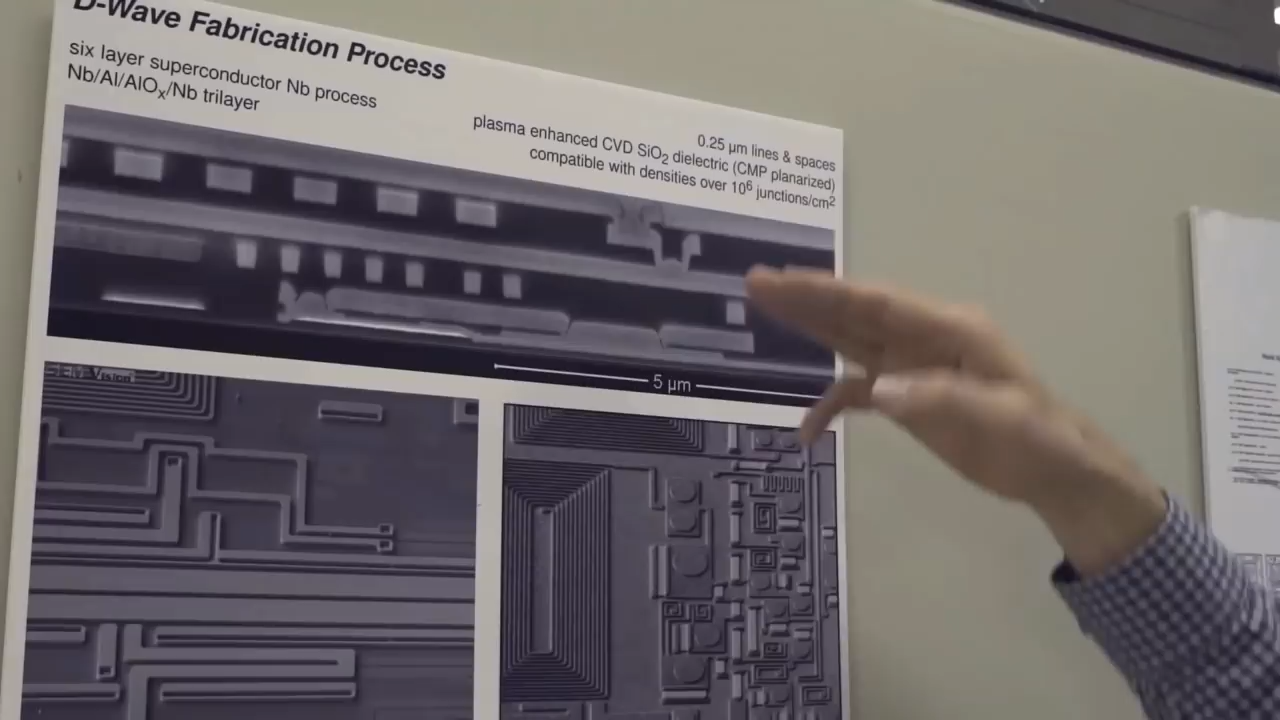 D-Wave Fabrication Process
six layer superconductor Nb process
Nb/Al/AlOₓ/Nb trilayer
0.25 µm lines & spaces
plasma enhanced CVD SiO₂ dielectric (CMP planarized)
compatible with densities over 10⁶ junctions/cm²
5 µm